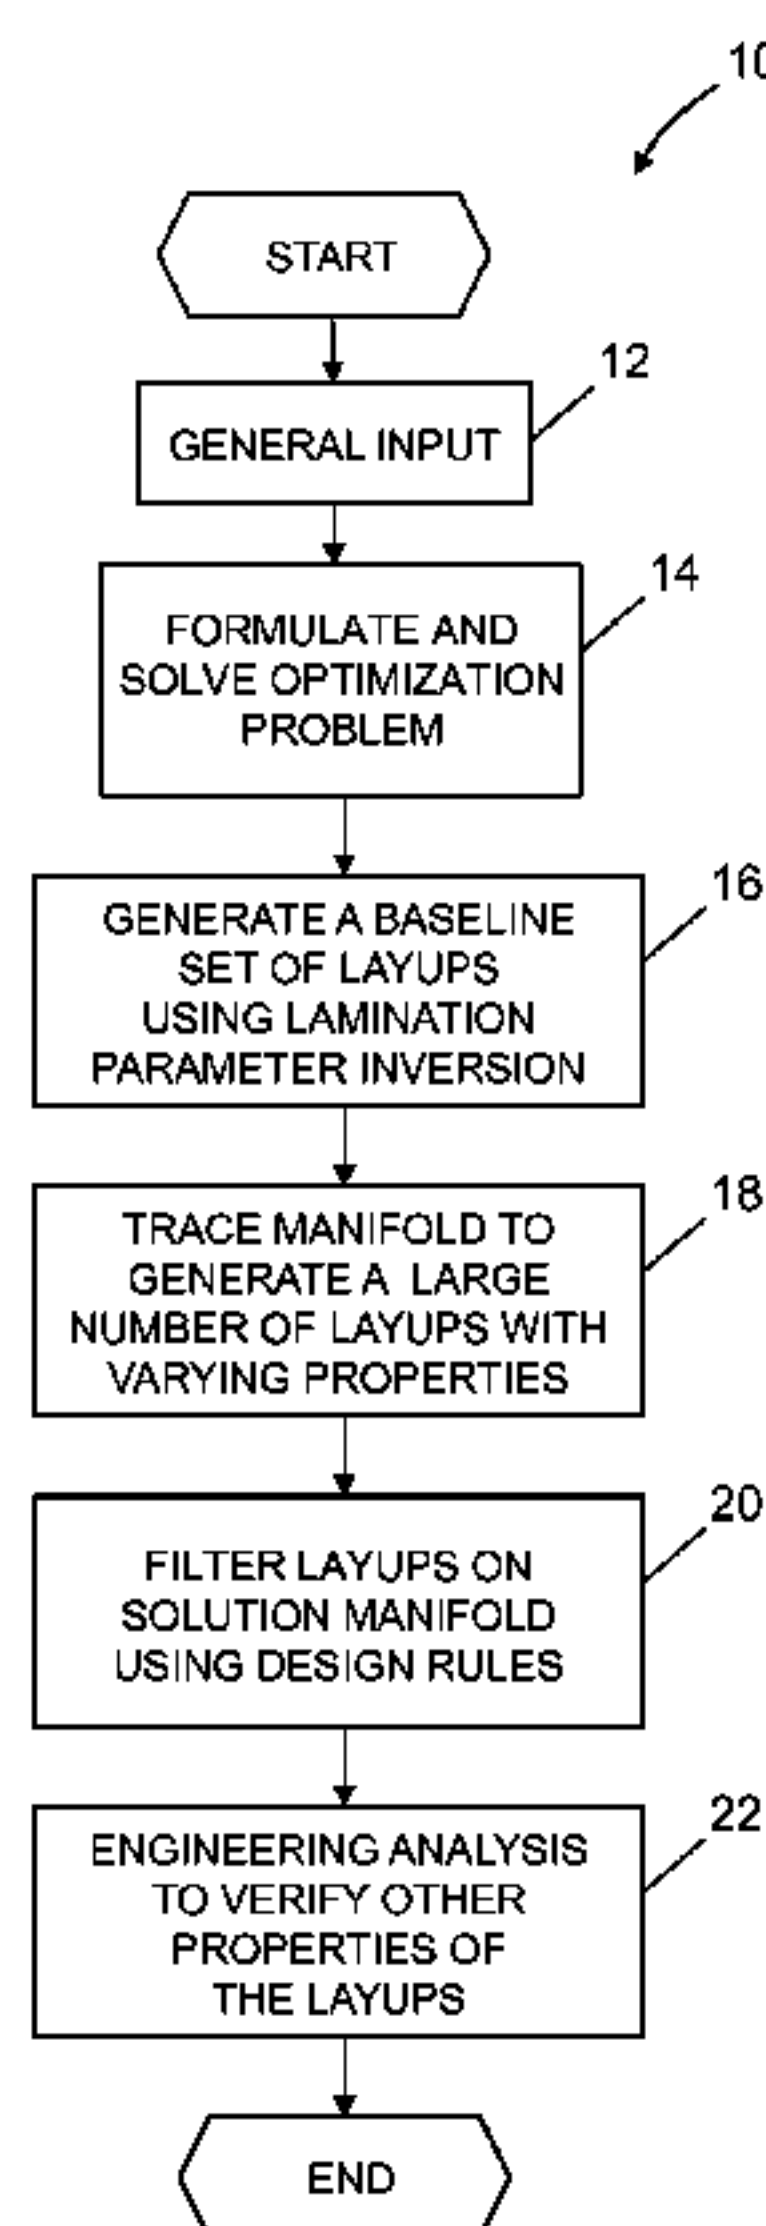 10
START
12
GENERAL INPUT
14
FORMULATE AND
SOLVE OPTIMIZATION
PROBLEM
16
GENERATE A BASELINE
SET OF LAYUPS
USING LAMINATION
PARAMETER INVERSION
18
TRACE MANIFOLD TO
GENERATE A LARGE
NUMBER OF LAYUPS WITH
VARYING PROPERTIES
20
FILTER LAYUPS ON
SOLUTION MANIFOLD
USING DESIGN RULES
22
ENGINEERING ANALYSIS
TO VERIFY OTHER
PROPERTIES OF
THE LAYUPS
END